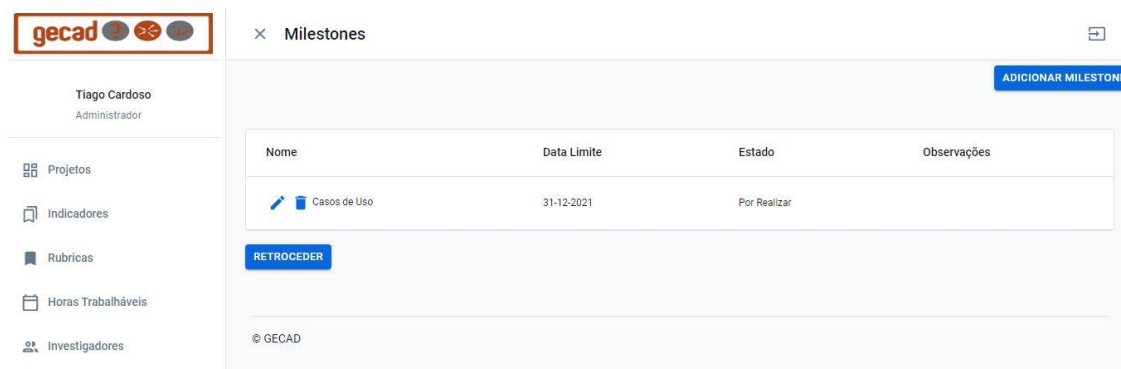 gecad
Tiago Cardoso
Administrador
Projetos
Indicadores
Rubricas
Horas Trabalháveis
Investigadores
Milestones
ADICIONAR MILESTONE
Nome Data Limite Estado Observações
Casos de Uso 31-12-2021 Por Realizar
RETROCEDER
© GECAD